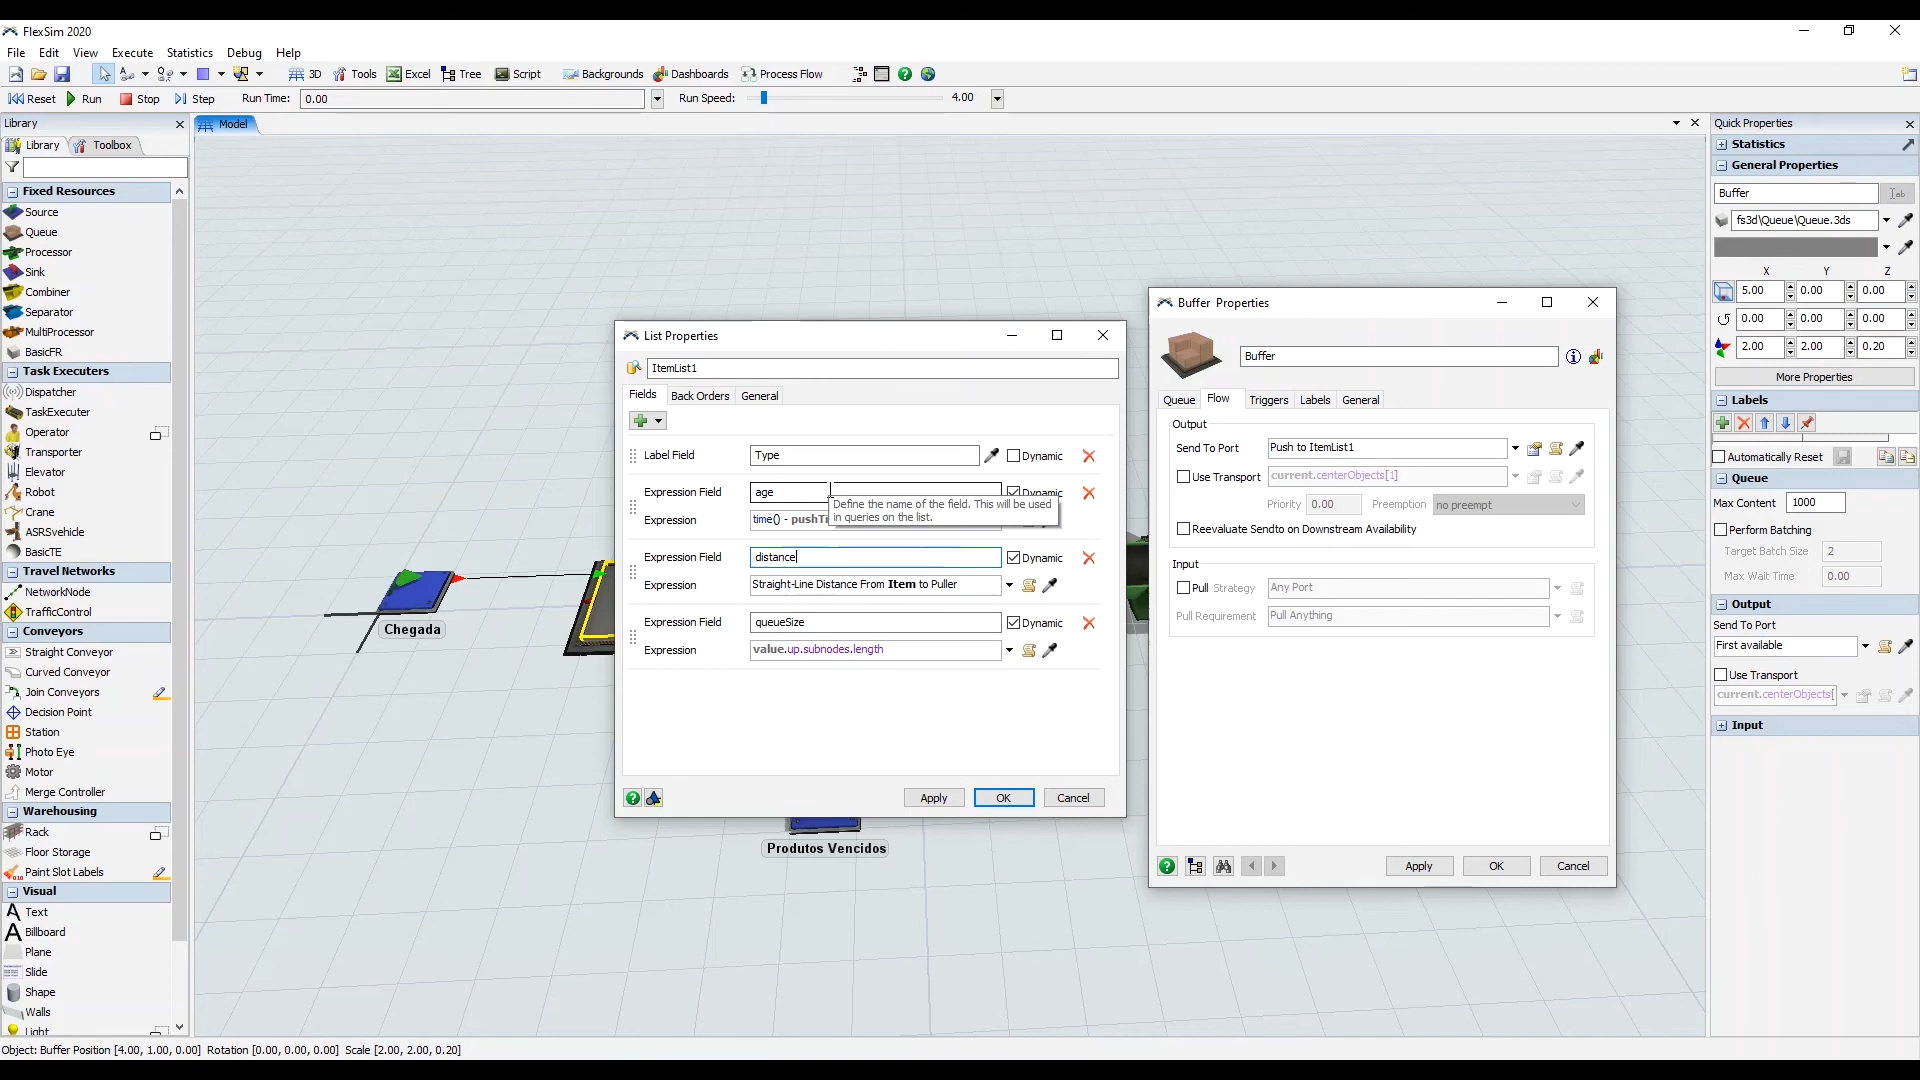 FlexSim 2020
File Edit View Execute Statistics Debug Help
3D Tools Excel Tree Script Backgrounds Dashboards Process Flow
Reset Run Stop Step Run Time: 0.00 Run Speed: 4.00
Library
Library Toolbox
Fixed Resources
Source
Queue
Processor
Sink
Combiner
Separator
MultiProcessor
BasicFR
Task Executers
Dispatcher
TaskExecuter
Operator
Transporter
Elevator
Robot
Crane
ASRSvehicle
BasicTE
Travel Networks
NetworkNode
TrafficControl
Conveyors
Straight Conveyor
Curved Conveyor
Join Conveyors
Decision Point
Station
Photo Eye
Motor
Merge Controller
Warehousing
Rack
Floor Storage
Paint Slot Labels
Visual
Text
Billboard
Plane
Slide
Shape
Walls
Light
Model
Chegada
Produtos Vencidos
List Properties
ItemList1
Fields Back Orders General
Label Field Type Dynamic
Expression Field age Dynamic
Expression time() - pushTi
Define the name of the field. This will be used
in queries on the list.
Expression Field distance Dynamic
Expression Straight-Line Distance From Item to Puller
Expression Field queueSize Dynamic
Expression value.up.subnodes.length
Apply OK Cancel
Buffer Properties
Buffer
Queue Flow Triggers Labels General
Output
Send To Port Push to ItemList1
Use Transport current.centerObjects[1]
Priority 0.00 Preemption no preempt
Reevaluate Sendto on Downstream Availability
Input
Pull Strategy Any Port
Pull Requirement Pull Anything
Apply OK Cancel
Quick Properties
Statistics
General Properties
Buffer
fs3d\Queue\Queue.3ds
X Y Z
5.00 0.00 0.00
0.00 0.00 0.00
2.00 2.00 0.20
More Properties
Labels
Automatically Reset
Queue
Max Content 1000
Perform Batching
Target Batch Size 2
Max Wait Time 0.00
Output
Send To Port
First available
Use Transport
current.centerObjects[
Input
Object: Buffer Position [4.00, 1.00, 0.00] Rotation [0.00, 0.00, 0.00] Scale [2.00, 2.00, 0.20]